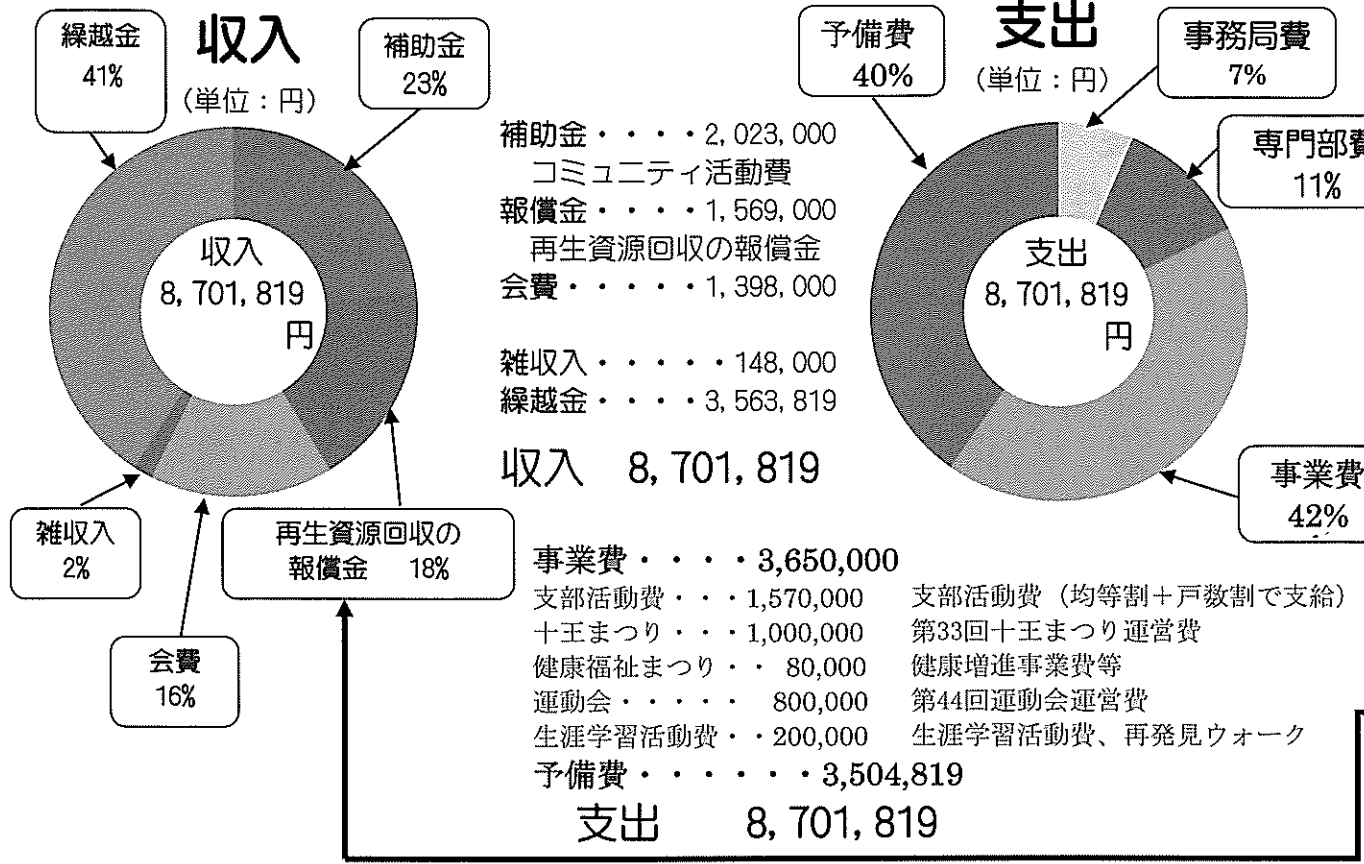 収入
（単位：円）
繰越金
41%
補助金
23%
収入
8,701,819
円
雑収入
2%
会費
16%
再生資源回収の
報償金　18%
補助金・・・・2,023,000
コミュニティ活動費
報償金・・・・1,569,000
再生資源回収の報償金
会費・・・・・1,398,000
雑収入・・・・・148,000
繰越金・・・・3,563,819
収入　8,701,819
支出
（単位：円）
予備費
40%
事務局費
7%
専門部費
11%
支出
8,701,819
円
事業費
42%
事業費・・・・3,650,000
支部活動費・・・1,570,000　支部活動費（均等割＋戸数割で支給）
十王まつり・・・1,000,000　第33回十王まつり運営費
健康福祉まつり・・80,000　健康増進事業費等
運動会・・・・・800,000　第44回運動会運営費
生涯学習活動費・・200,000　生涯学習活動費、再発見ウォーク
予備費・・・・・・3,504,819
支出　8,701,819